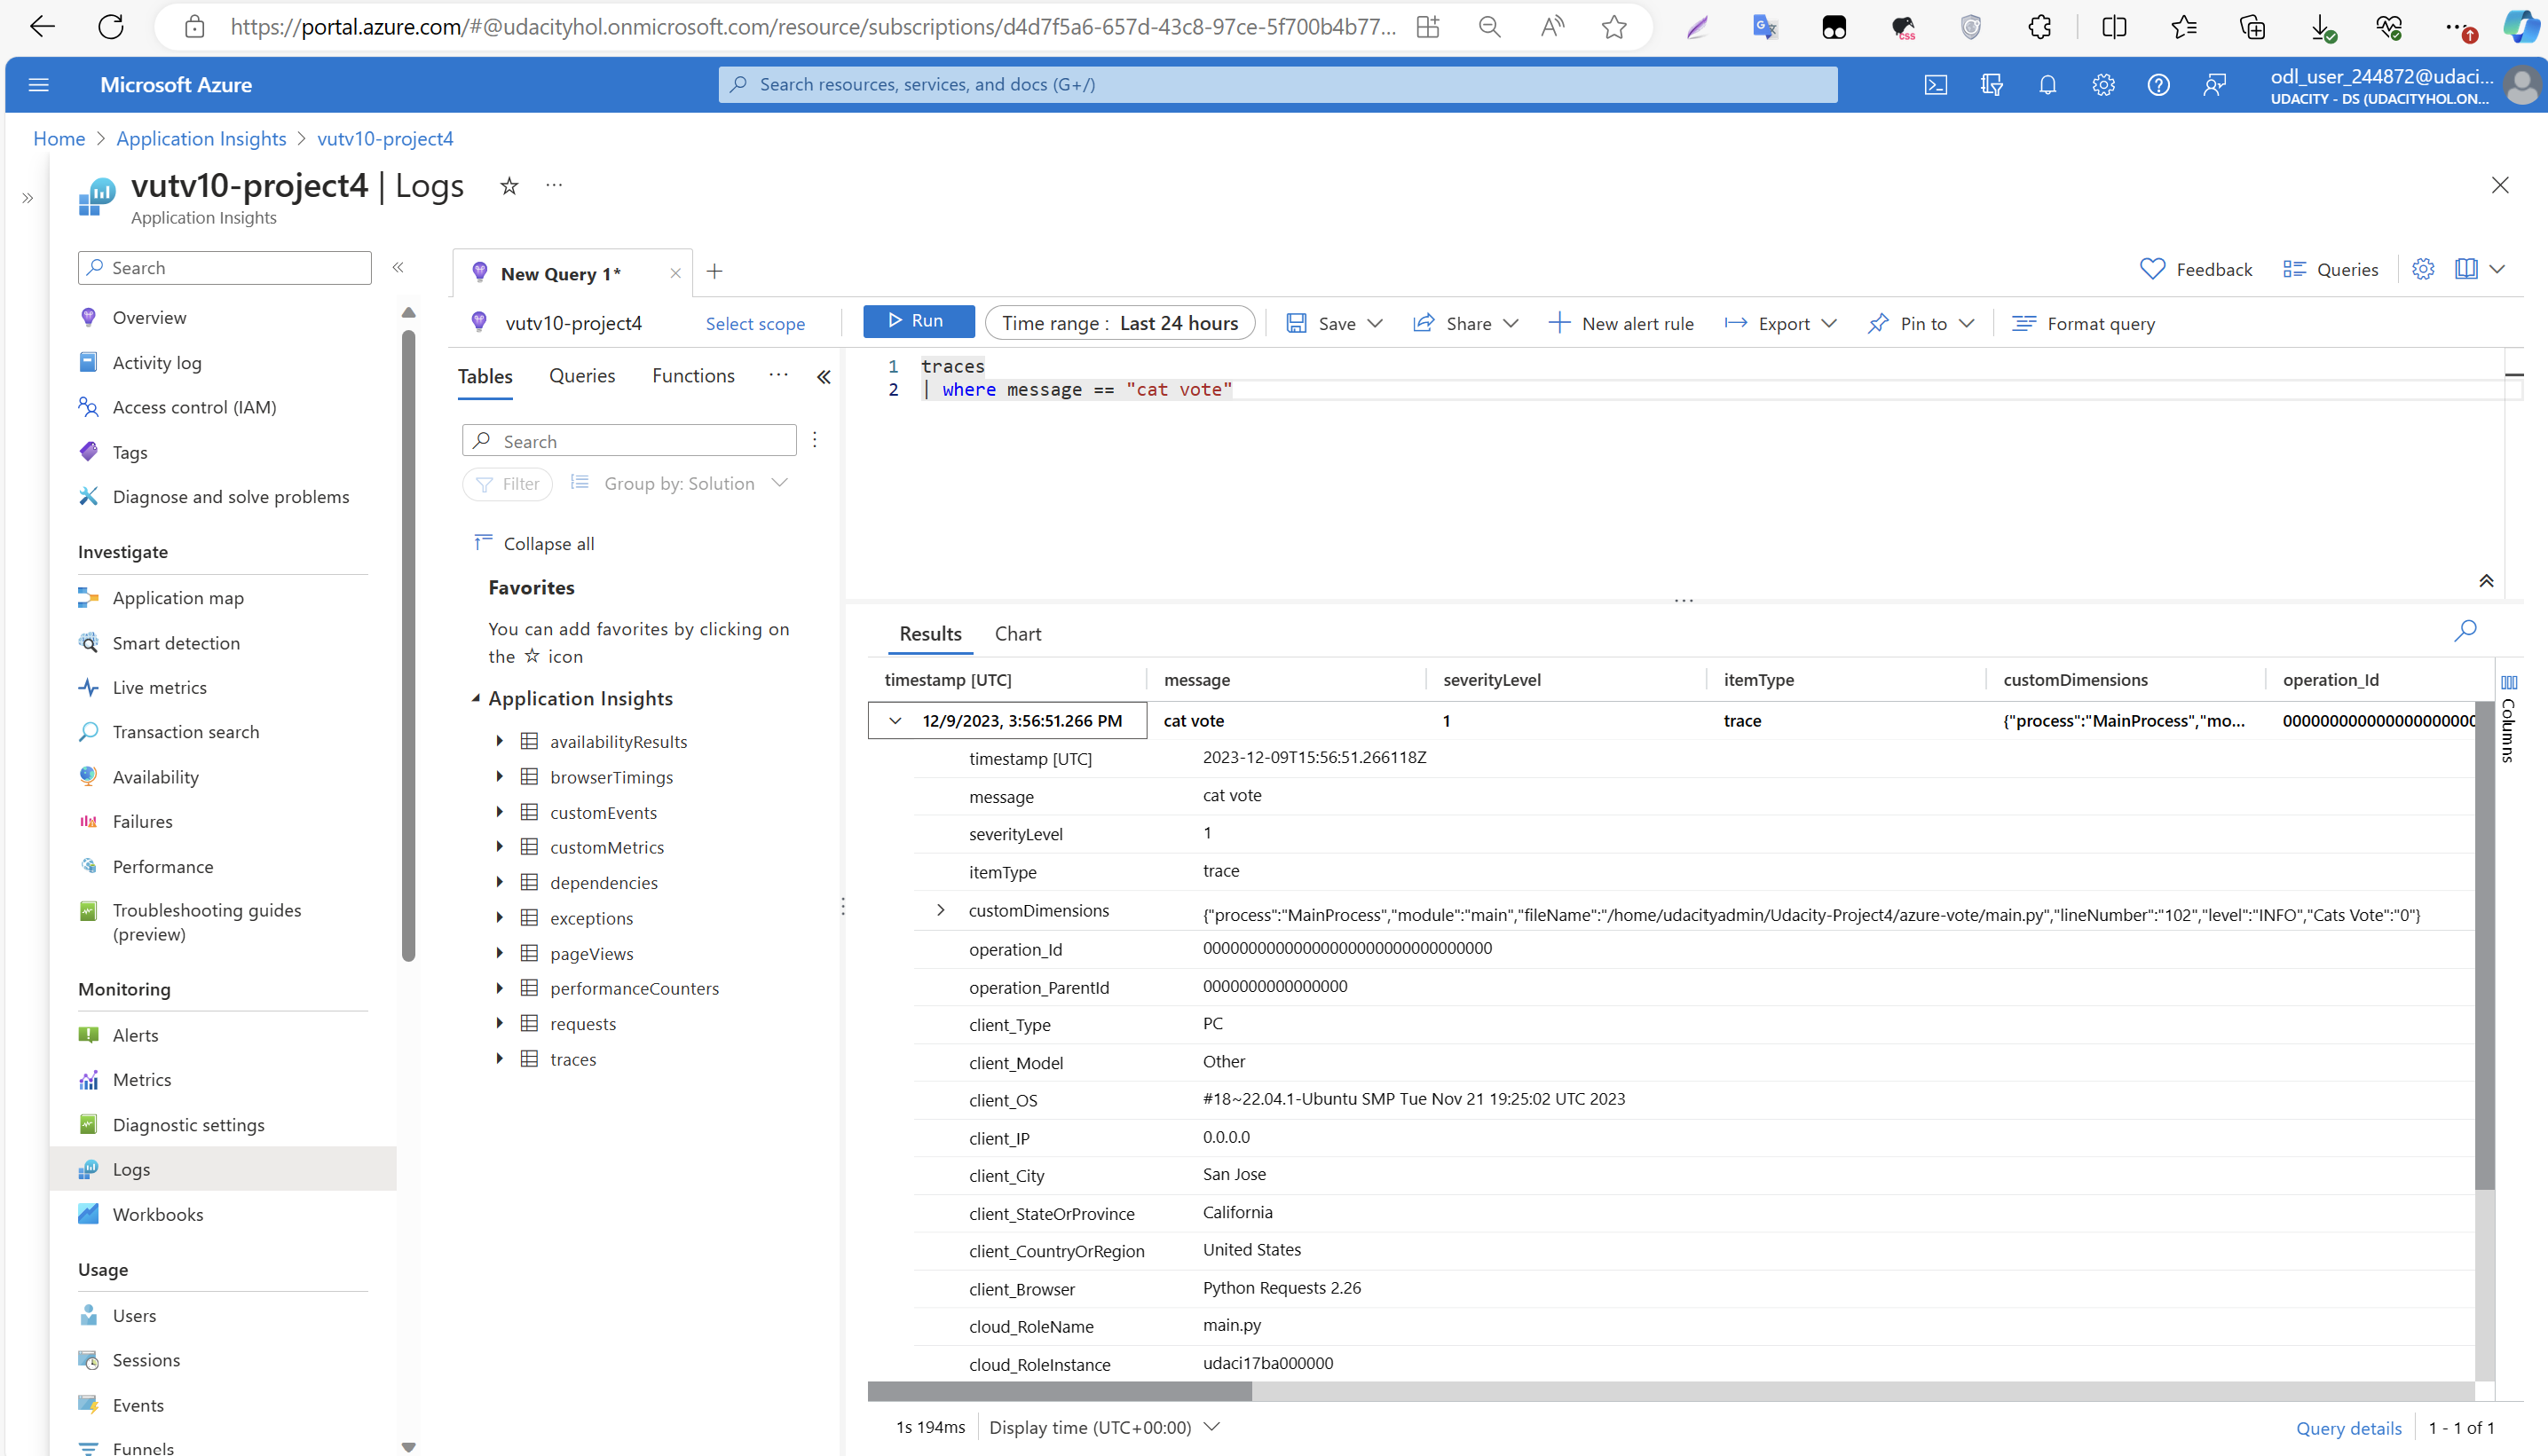 https://portal.azure.com/#@udacityhol.onmicrosoft.com/resource/subscriptions/d4d7f5a6-657d-43c8-97ce-5f700b4b77...
Microsoft Azure
Search resources, services, and docs (G+/)
odl_user_244872@udaci...
UDACITY - DS (UDACITYHOL.ON...
Home > Application Insights > vutv10-project4
vutv10-project4 | Logs
Application Insights
Search
Overview
Activity log
Access control (IAM)
Tags
Diagnose and solve problems
Investigate
Application map
Smart detection
Live metrics
Transaction search
Availability
Failures
Performance
Troubleshooting guides
(preview)
Monitoring
Alerts
Metrics
Diagnostic settings
Logs
Workbooks
Usage
Users
Sessions
Events
Funnels
New Query 1*
Feedback
Queries
vutv10-project4
Select scope
Run
Time range : Last 24 hours
Save
Share
New alert rule
Export
Pin to
Format query
Tables
Queries
Functions
Search
Filter
Group by: Solution
Collapse all
Favorites
You can add favorites by clicking on
the ☆ icon
Application Insights
availabilityResults
browserTimings
customEvents
customMetrics
dependencies
exceptions
pageViews
performanceCounters
requests
traces
1 traces
2 | where message == "cat vote"
Results
Chart
timestamp [UTC] message severityLevel itemType customDimensions operation_Id
12/9/2023, 3:56:51.266 PM cat vote 1 trace {"process":"MainProcess","mo... 00000000000000000000000
Columns
timestamp [UTC] 2023-12-09T15:56:51.266118Z
message cat vote
severityLevel 1
itemType trace
customDimensions {"process":"MainProcess","module":"main","fileName":"/home/udacityadmin/Udacity-Project4/azure-vote/main.py","lineNumber":"102","level":"INFO","Cats Vote":"0"}
operation_Id 00000000000000000000000000000000
operation_ParentId 0000000000000000
client_Type PC
client_Model Other
client_OS #18~22.04.1-Ubuntu SMP Tue Nov 21 19:25:02 UTC 2023
client_IP 0.0.0.0
client_City San Jose
client_StateOrProvince California
client_CountryOrRegion United States
client_Browser Python Requests 2.26
cloud_RoleName main.py
cloud_RoleInstance udaci17ba000000
1s 194ms
Display time (UTC+00:00)
Query details
1 - 1 of 1